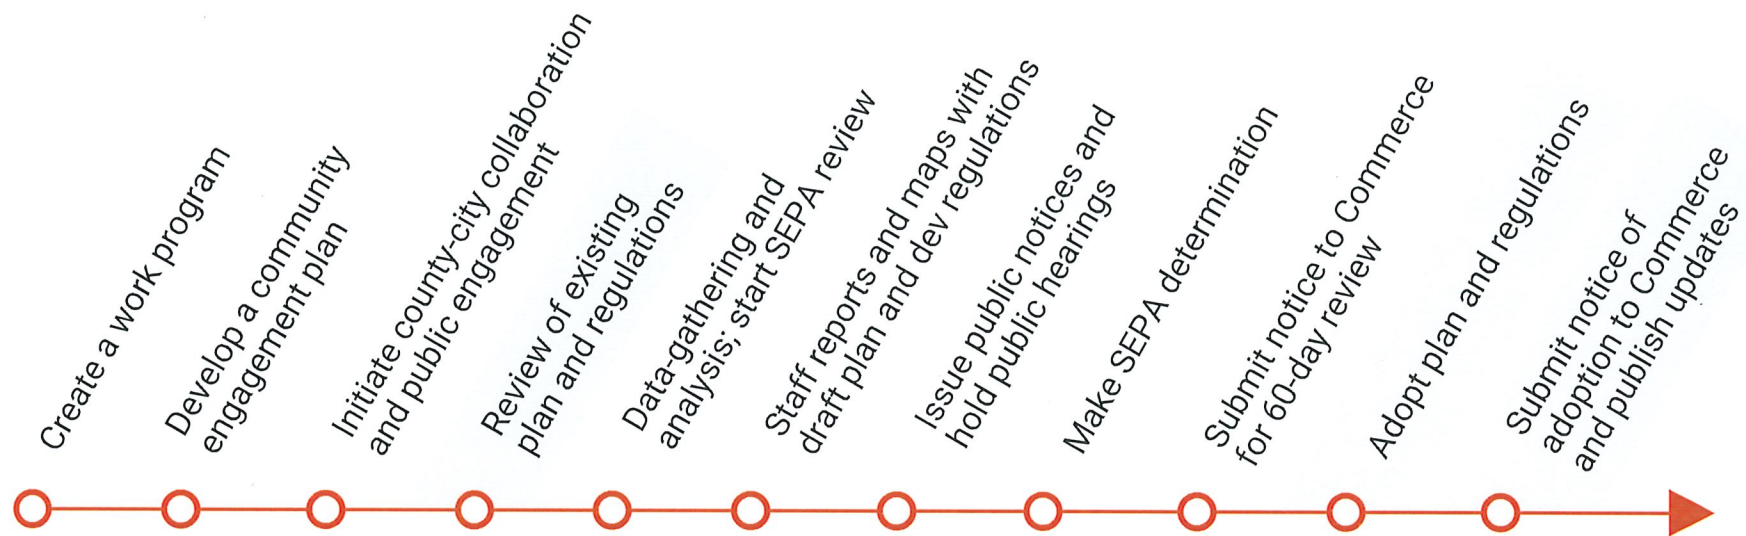 Create a work program
Develop a community
engagement plan
Initiate county-city collaboration
and public engagement
Review of existing
plan and regulations
Data-gathering and
analysis; start SEPA review
Staff reports and maps with
draft plan and dev regulations
Issue public notices and
hold public hearings
Make SEPA determination
Submit notice to Commerce
for 60-day review
Adopt plan and regulations
Submit notice of
adoption to Commerce
and publish updates